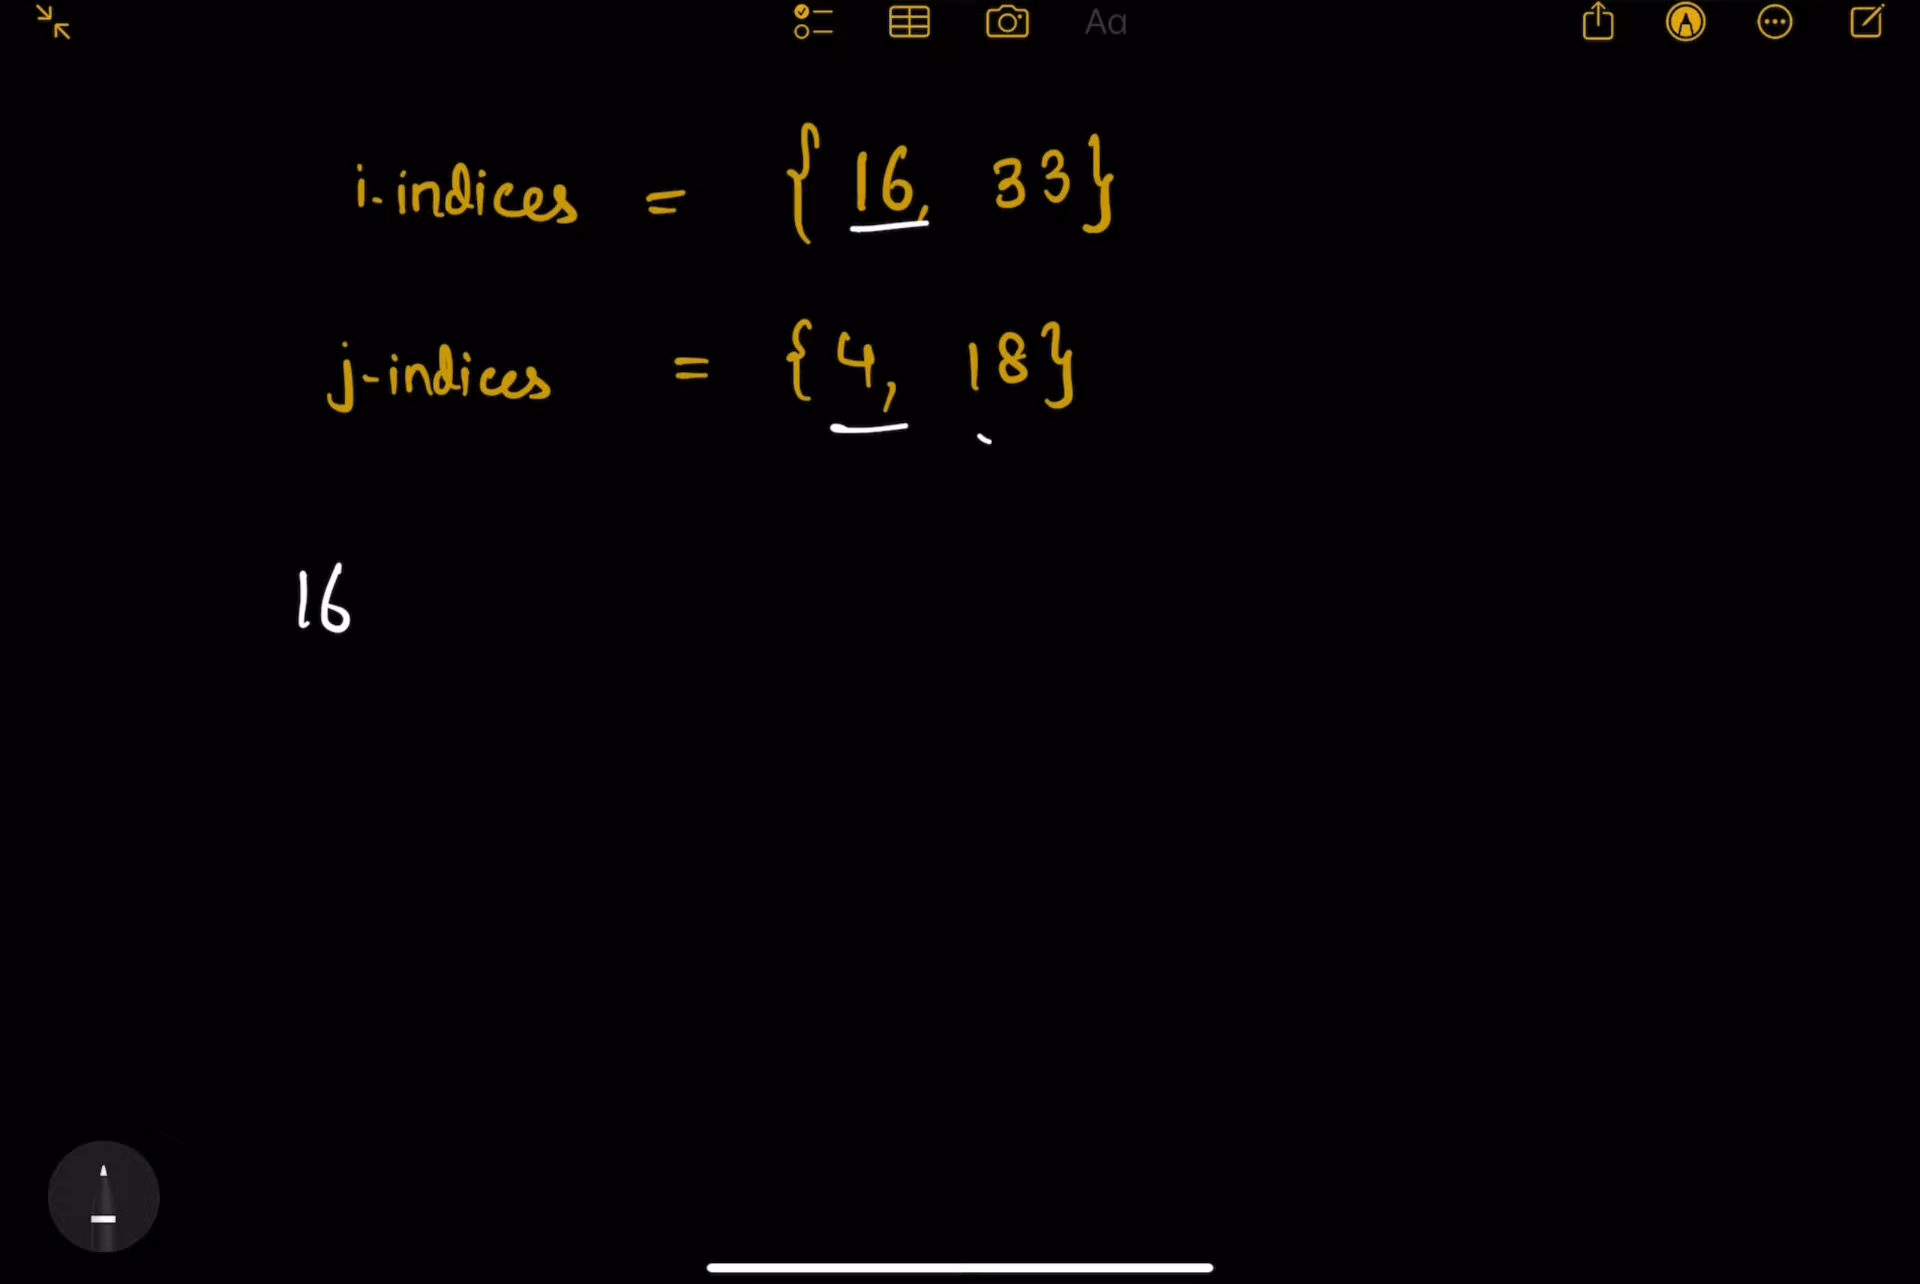 Aa
i-indices = {16, 33}
j-indices = {4, 18}
16